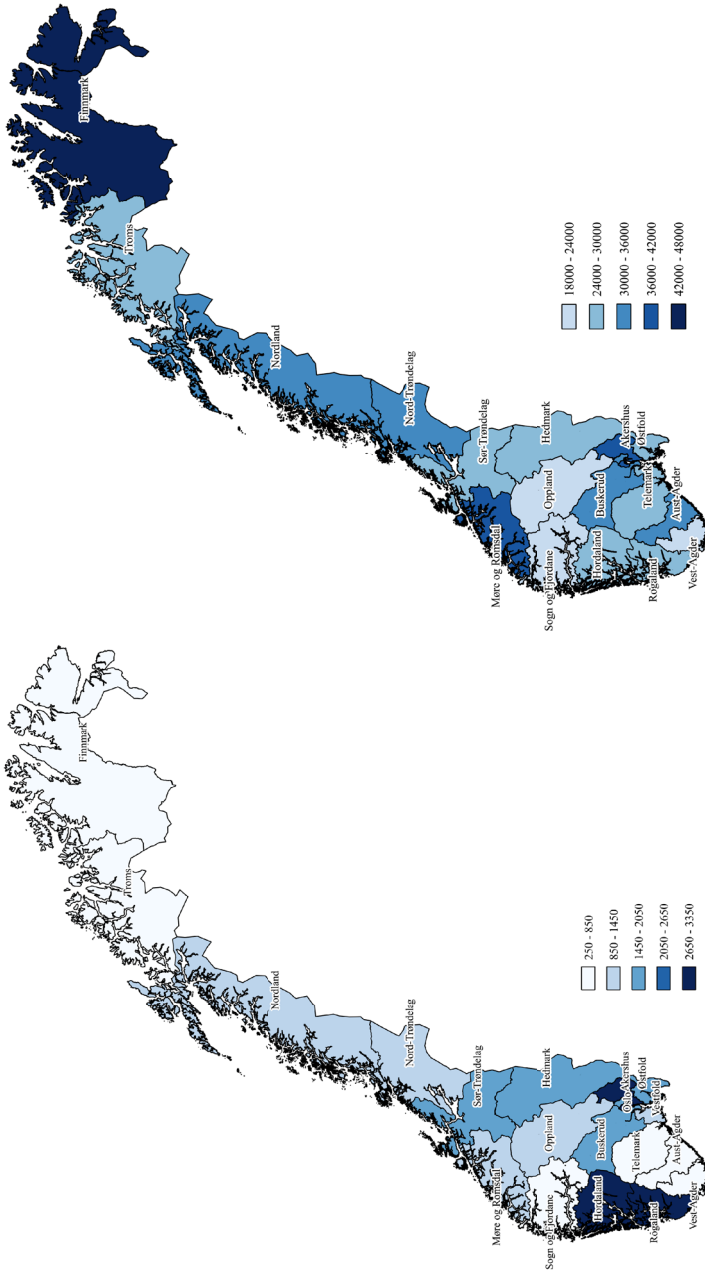 Finnmark
Troms
Nordland
Nord-Trøndelag
Sør-Trøndelag
Møre og Romsdal
Hedmark
Oppland
Sogn og Fjordane
Buskerud
Hordaland
Oslo
Akershus
Østfold
Vestfold
Telemark
Rogaland
Aust-Agder
Vest-Agder
250 - 850
850 - 1450
1450 - 2050
2050 - 2650
2650 - 3350
Finnmark
Troms
Nordland
Nord-Trøndelag
Sør-Trøndelag
Møre og Romsdal
Hedmark
Oppland
Sogn og Fjordane
Buskerud
Hordaland
Akershus
Østfold
Telemark
Rogaland
Aust-Agder
Vest-Agder
18000 - 24000
24000 - 30000
30000 - 36000
36000 - 42000
42000 - 48000